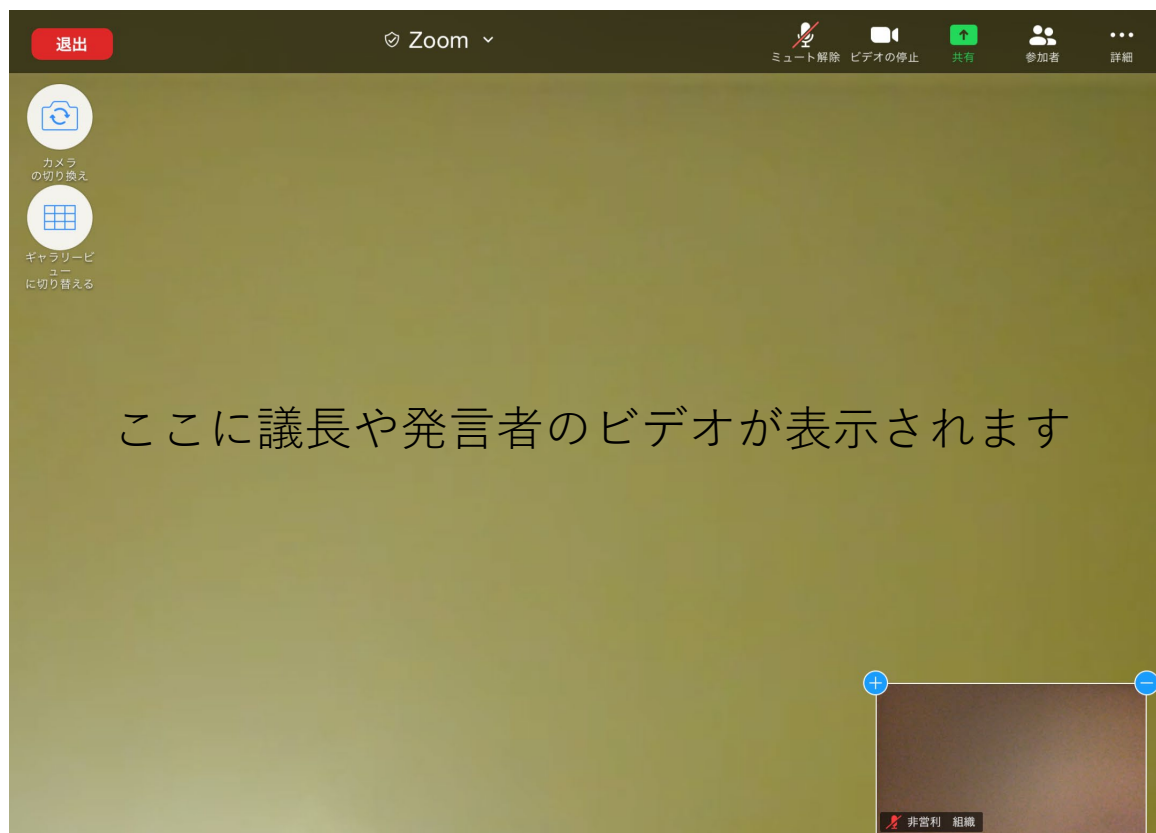 退出
Zoom
ミュート解除
ビデオの停止
共有
参加者
詳細
カメラ
の切り換え
ギャラリービ
ュー
に切り替える
ここに議長や発言者のビデオが表示されます
非営利　組織